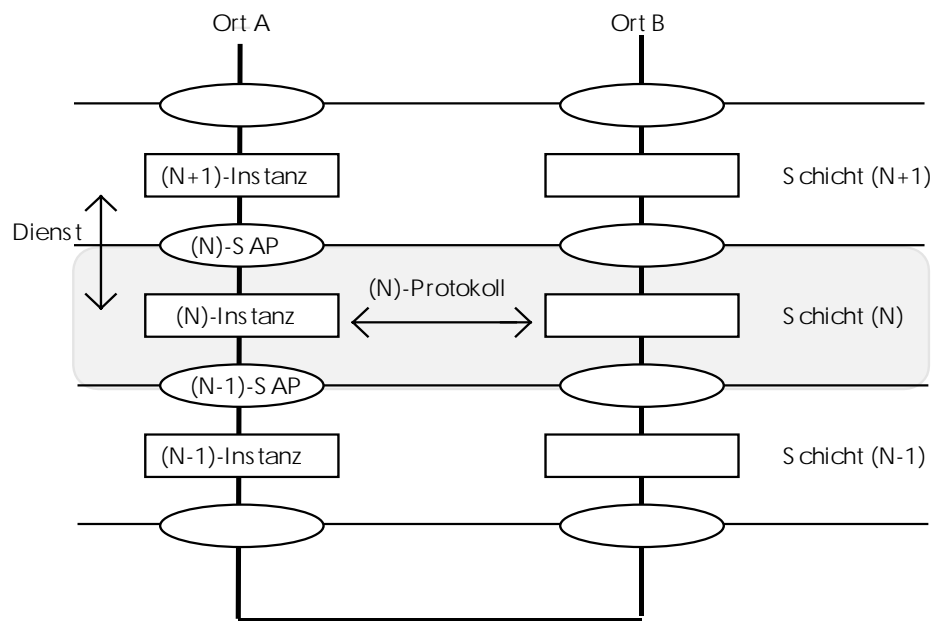 Ort A
Ort B
(N+1)-Instanz
Schicht (N+1)
Dienst
(N)-SAP
(N)-Protokoll
(N)-Instanz
Schicht (N)
(N-1)-SAP
(N-1)-Instanz
Schicht (N-1)